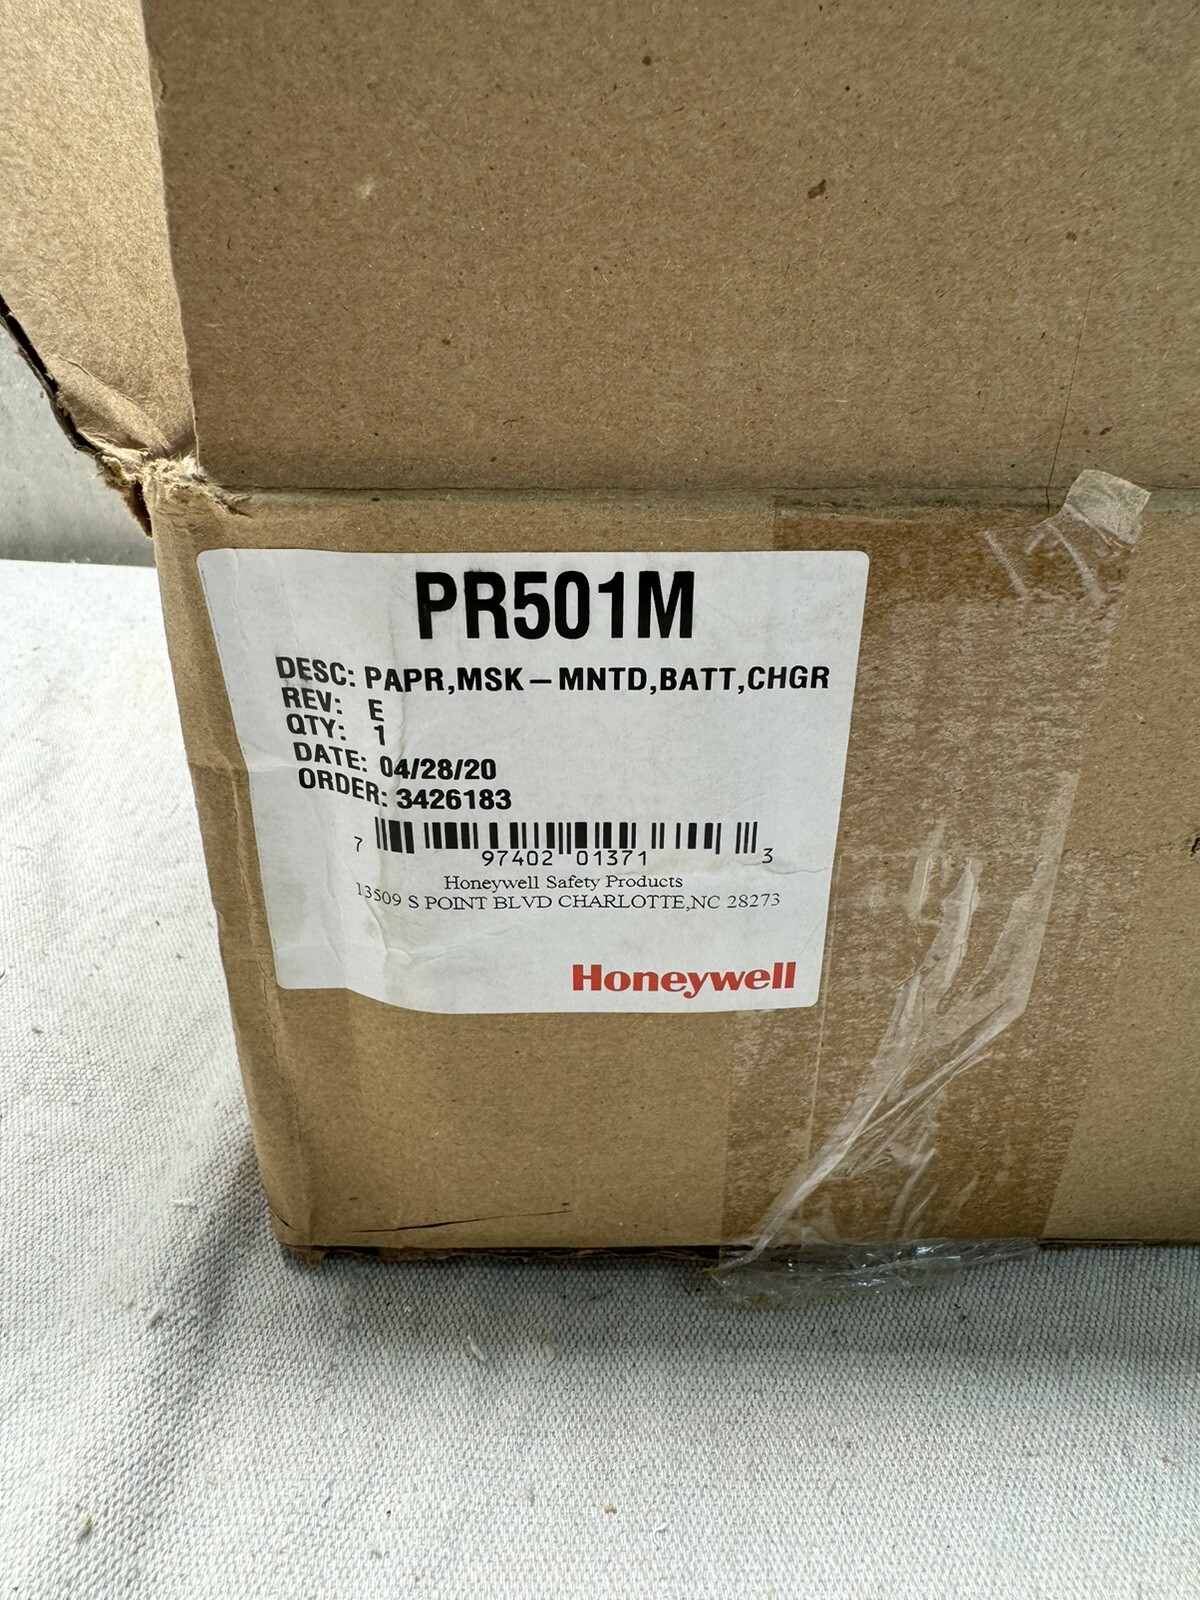 PR501M
DESC: PAPR,MSK-MNTD,BATT,CHGR
REV: E
QTY: 1
DATE: 04/28/20
ORDER: 3426183
7 97402 01371 3
Honeywell Safety Products
13509 S POINT BLVD CHARLOTTE,NC 28273
Honeywell